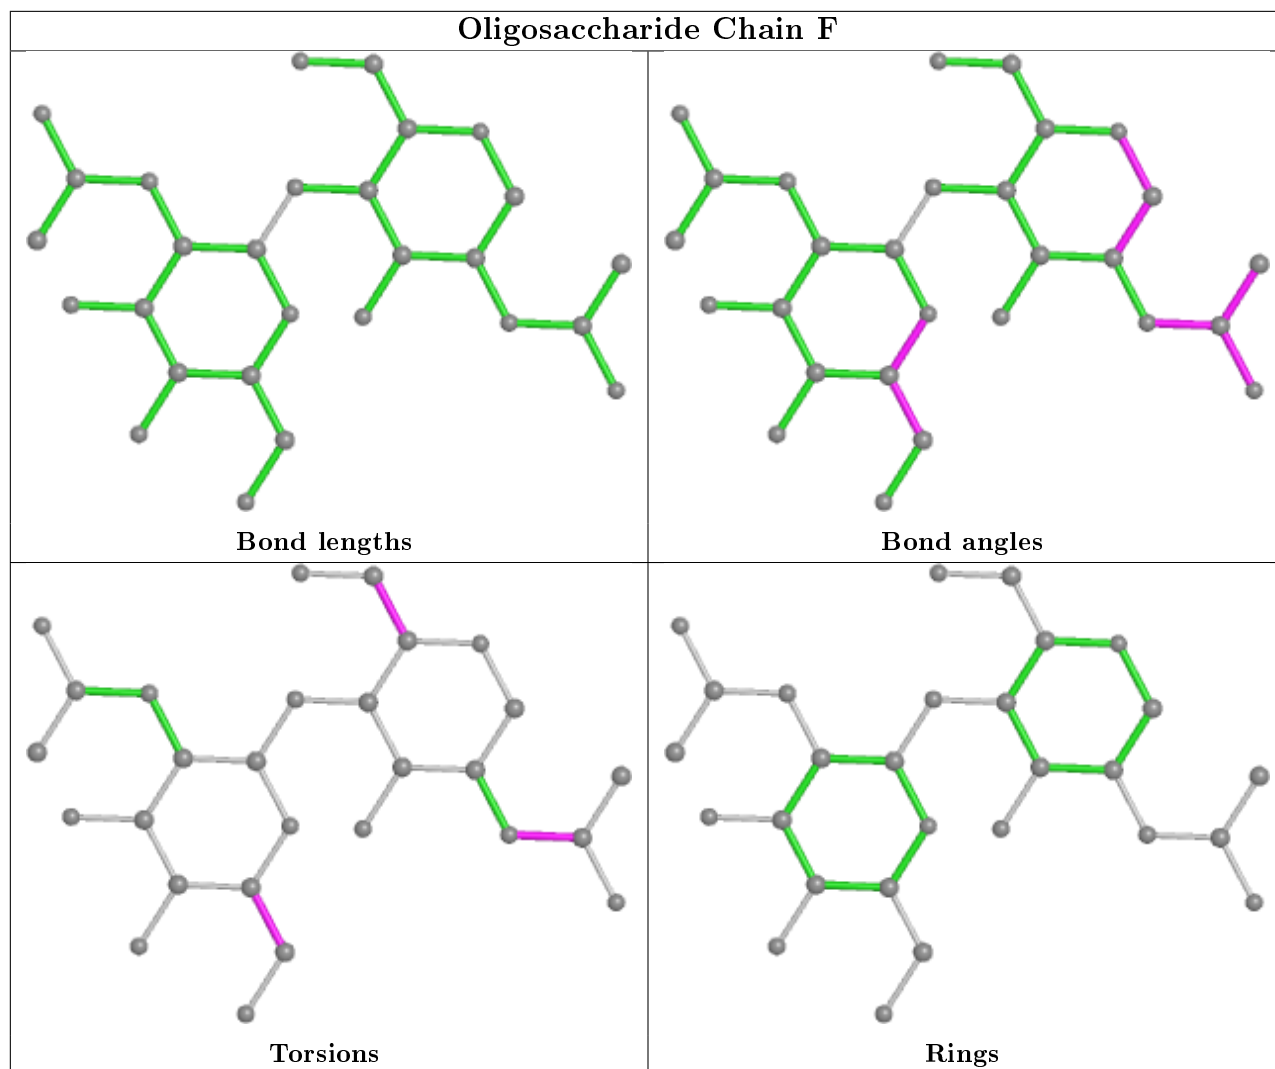 Oligosaccharide Chain F
Bond lengths
Bond angles
Torsions
Rings